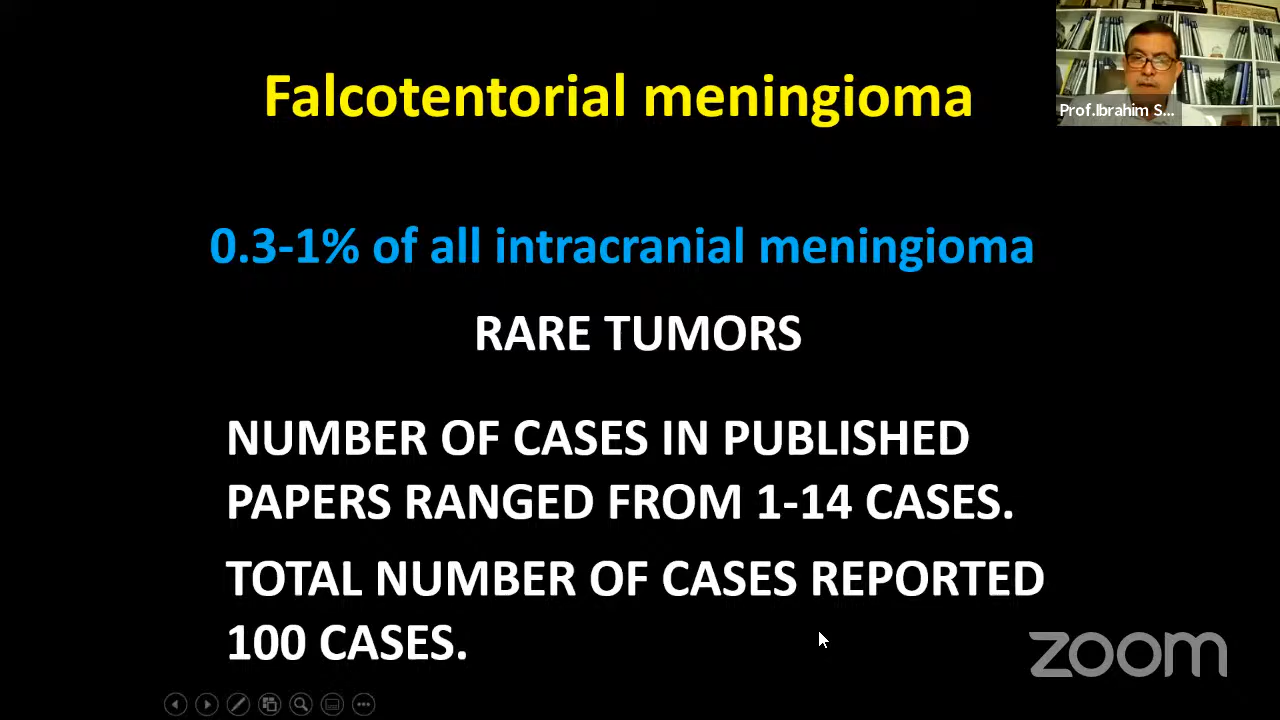 Falcotentorial meningioma
Prof.Ibrahim S...
0.3-1% of all intracranial meningioma
RARE TUMORS
NUMBER OF CASES IN PUBLISHED
PAPERS RANGED FROM 1-14 CASES.
TOTAL NUMBER OF CASES REPORTED
100 CASES.
zoom